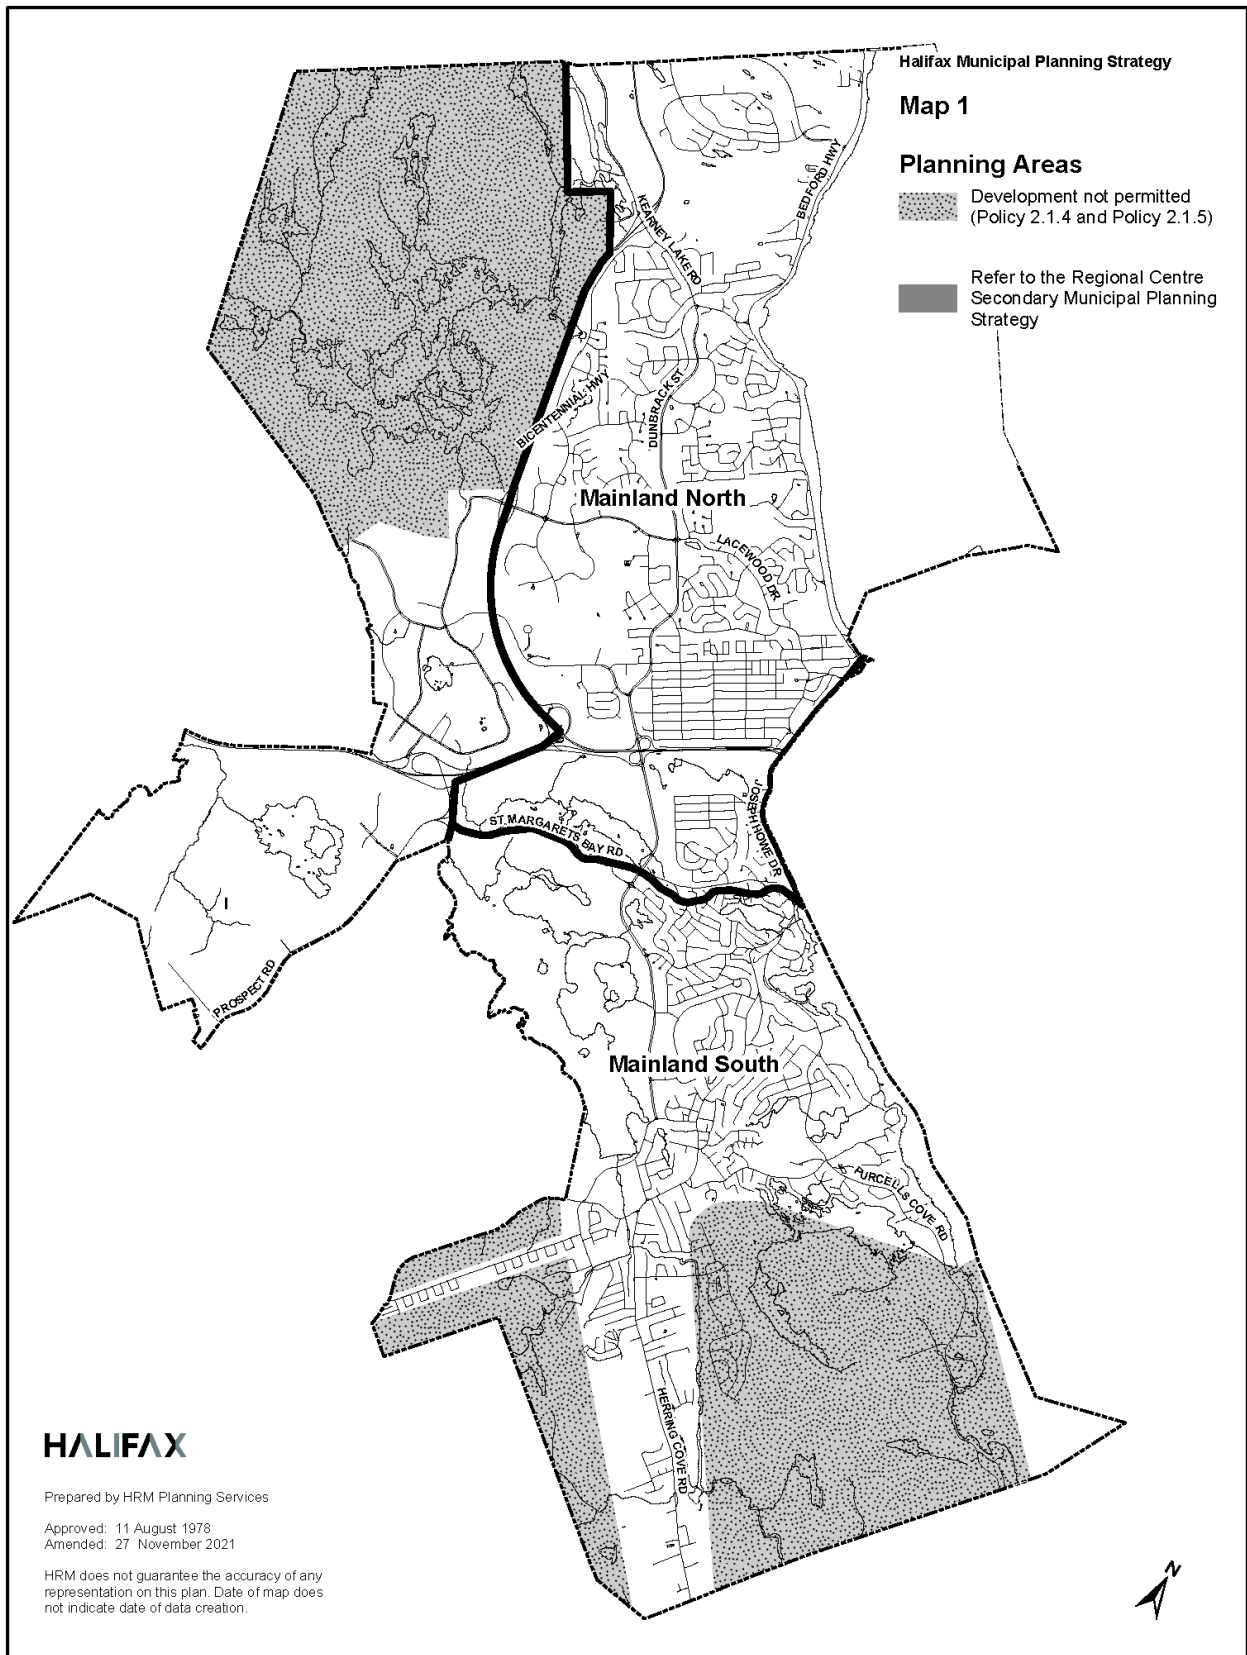 Halifax Municipal Planning Strategy
Map 1
Planning Areas
Development not permitted
(Policy 2.1.4 and Policy 2.1.5)
Refer to the Regional Centre
Secondary Municipal Planning
Strategy
KEARNEY LAKE RD
BEDFORD HWY
BICENTENNIAL HWY
DUNBRACK ST
Mainland North
LACEWOOD DR
JOSEPH HOWE DR
ST. MARGARETS BAY RD
I
PROSPECT RD
Mainland South
PURCELLS COVE RD
HERRING COVE RD
HALIFAX
Prepared by HRM Planning Services
Approved: 11 August 1978
Amended: 27 November 2021
HRM does not guarantee the accuracy of any
representation on this plan. Date of map does
not indicate date of data creation.
N